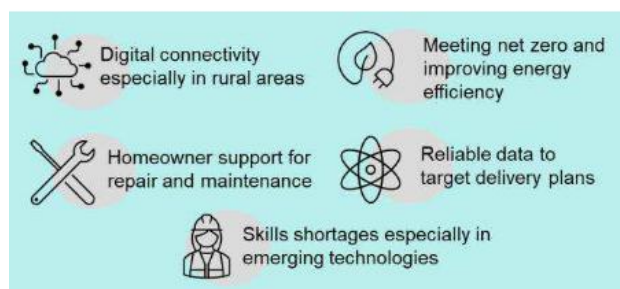 Digital connectivity
especially in rural areas
Meeting net zero and
improving energy
efficiency
Homeowner support for
repair and maintenance
Reliable data to
target delivery plans
Skills shortages especially in
emerging technologies